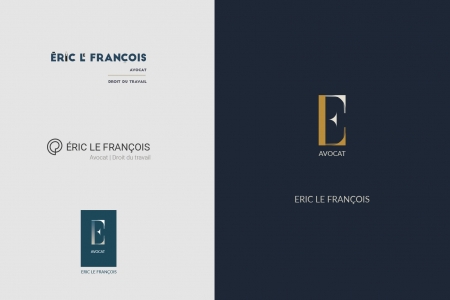 ÉRIC LE FRANCOIS
AVOCAT
DROIT DU TRAVAIL
ÉRIC LE FRANÇOIS
Avocat | Droit du travail
E
AVOCAT
ERIC LE FRANÇOIS
E
AVOCAT
ERIC LE FRANÇOIS